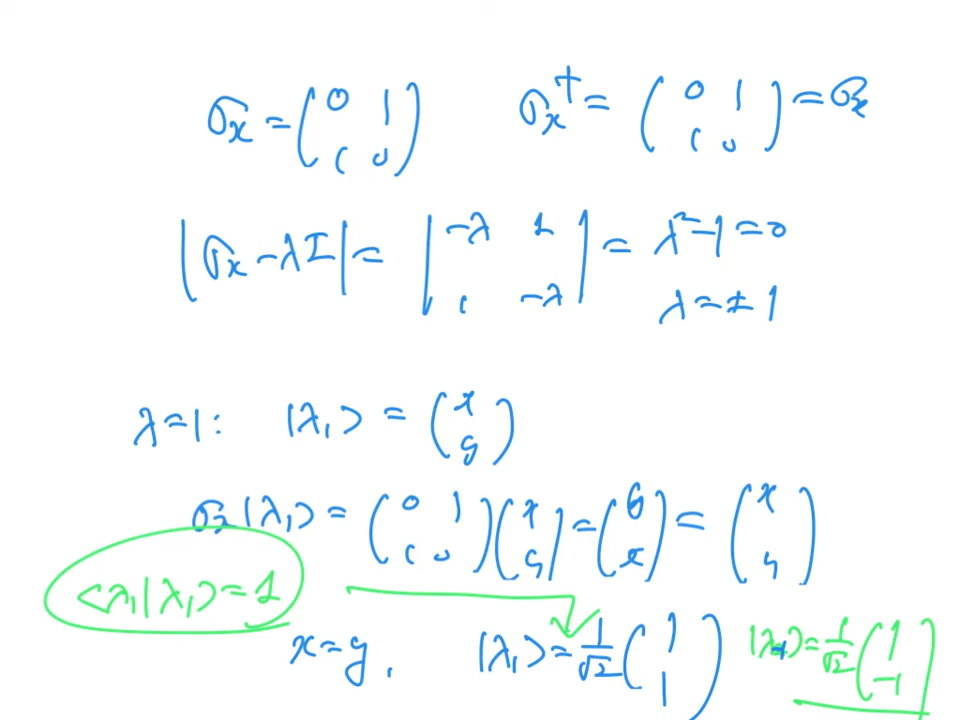 σx = (0 1 / 1 0)   σx† = (0 1 / 1 0) = σx
|σx - λI| = |-λ 1 / 1 -λ| = λ² - 1 = 0
λ = ± 1
λ = 1: |λ₁> = (x / y)
σx|λ₁> = (0 1 / 1 0)(x / y) = (y / x) = (x / y)
<λ₁|λ₁> = 1
x = y, |λ₁> = 1/√2 (1 / 1)
= 1/√2 (1 / -1)